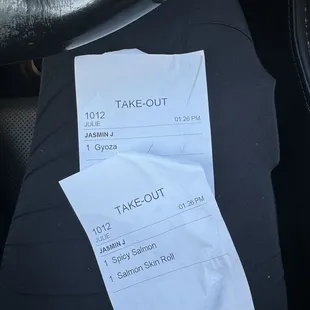 TAKE-OUT
1012
JULIE 01:26 PM
JASMIN J
1 Gyoza
TAKE-OUT
1012
JULIE 01:26 PM
JASMIN J
1 Spicy Salmon
1 Salmon Skin Roll